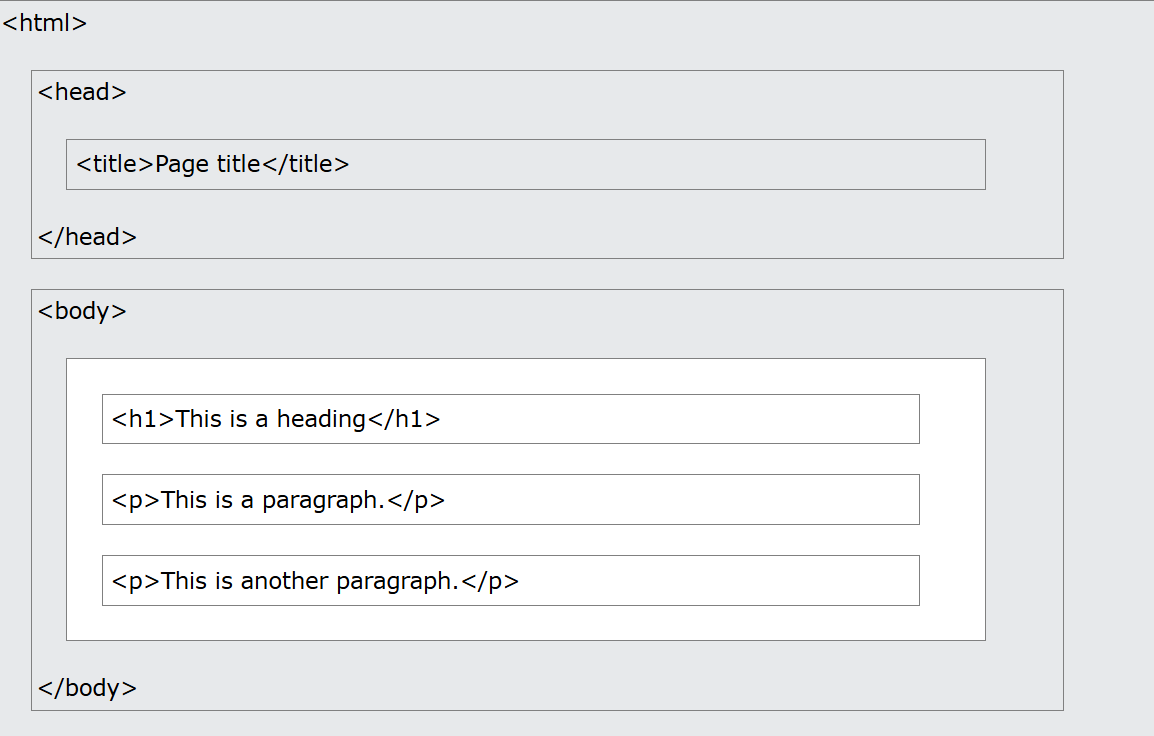 <html>
<head>
<title>Page title</title>
</head>
<body>
<h1>This is a heading</h1>
<p>This is a paragraph.</p>
<p>This is another paragraph.</p>
</body>